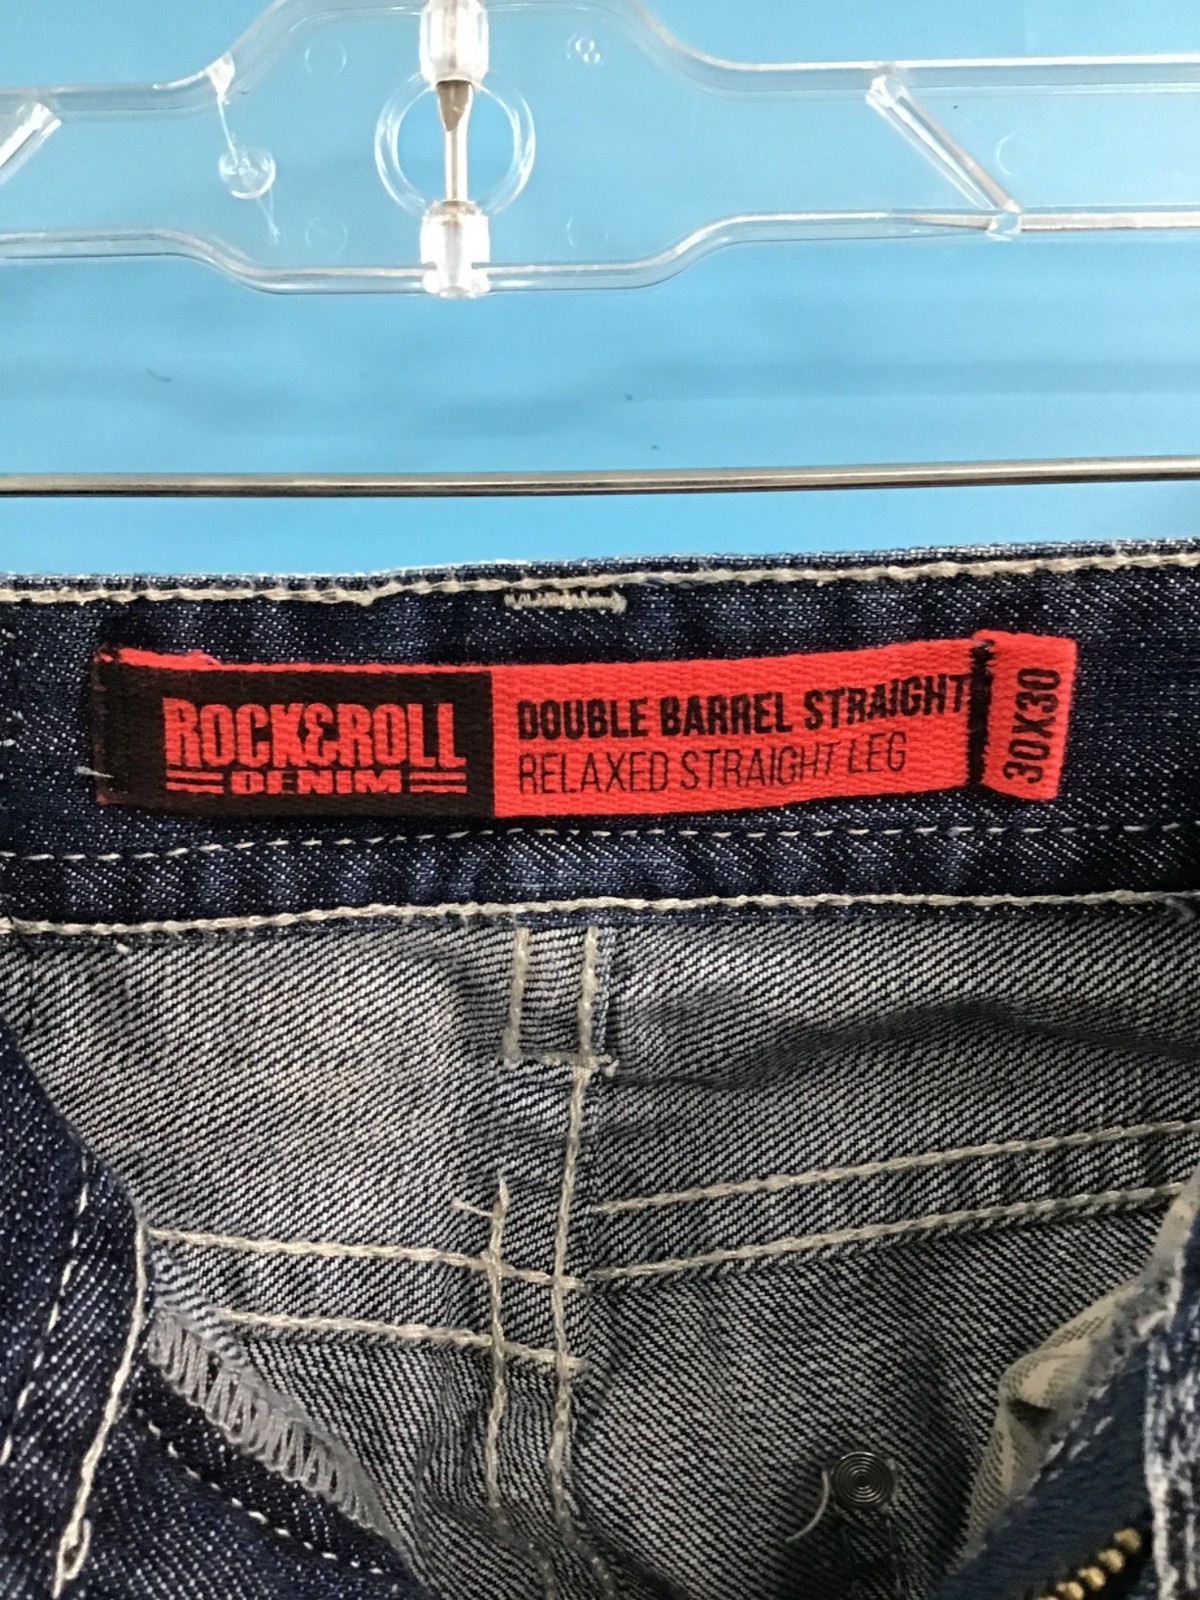 ROCK&ROLL
DENIM
DOUBLE BARREL STRAIGHT
RELAXED STRAIGHT LEG
30X30